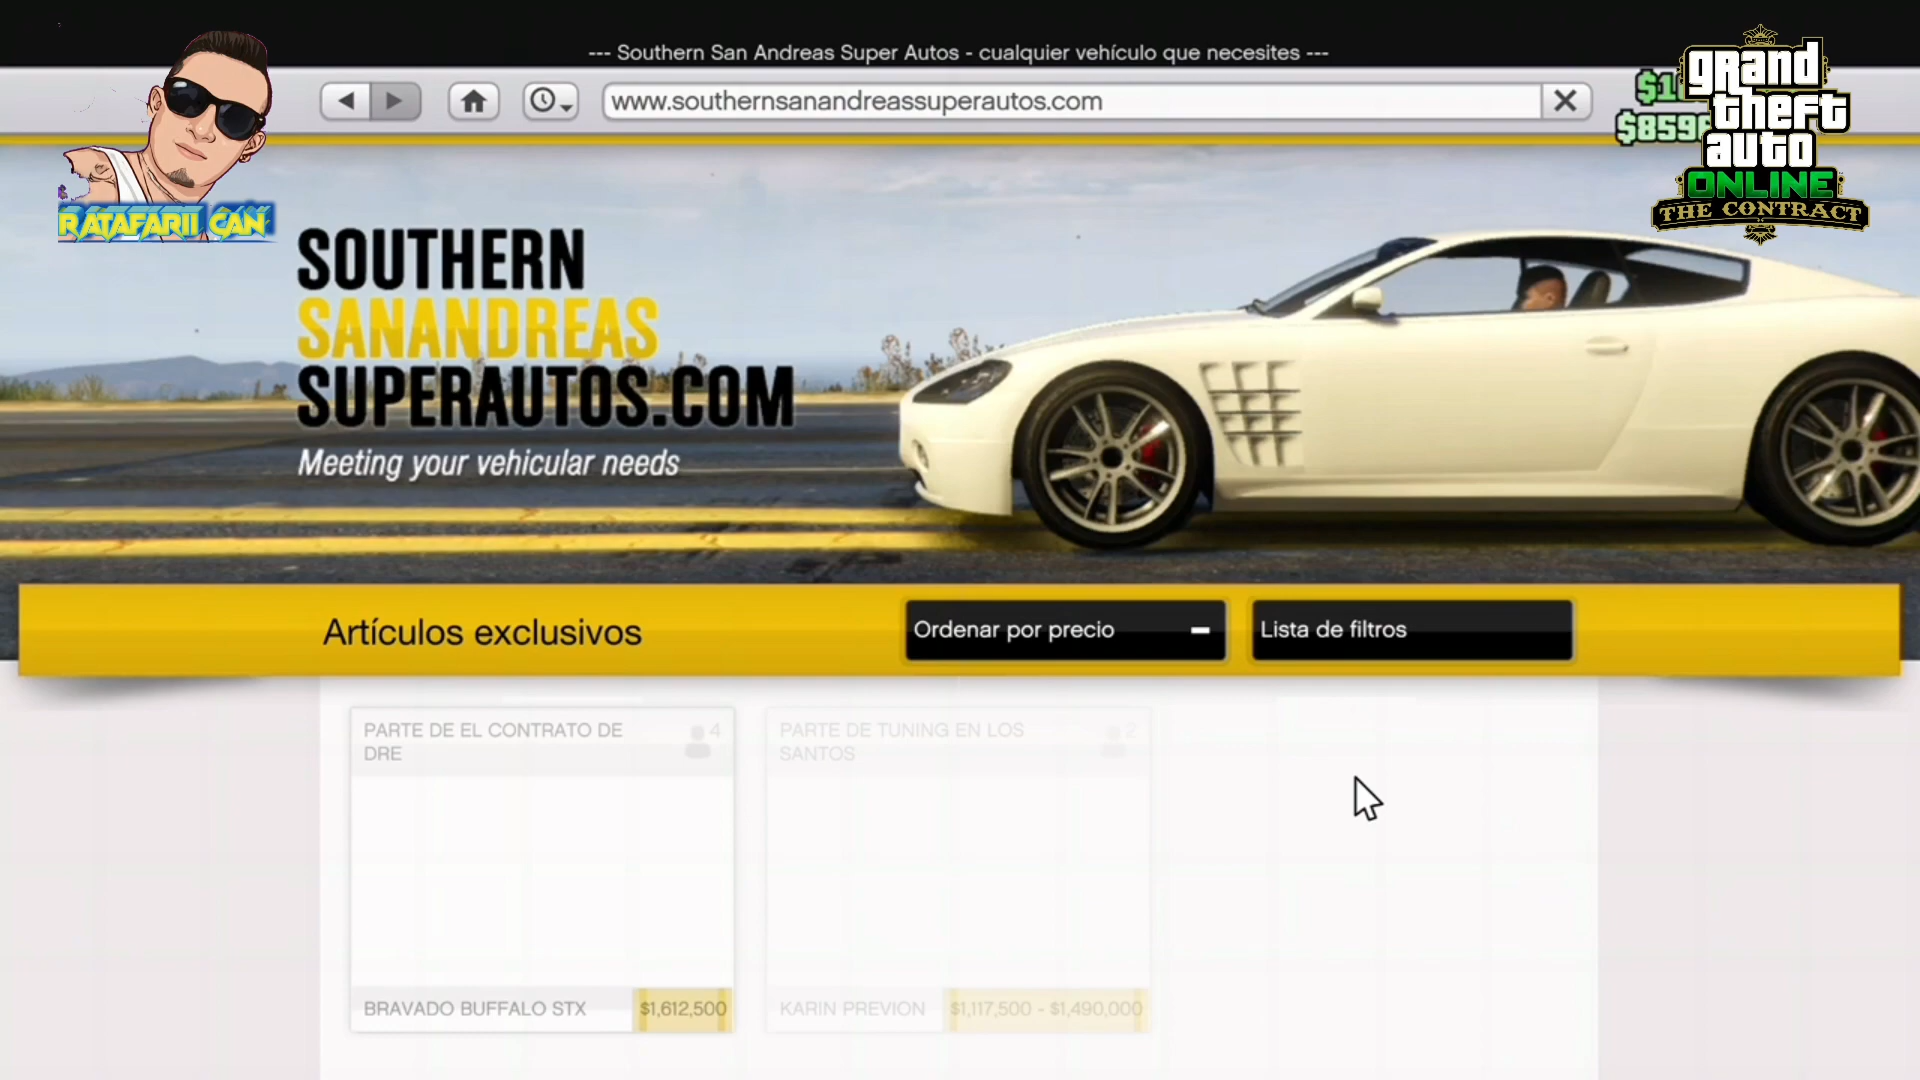 --- Southern San Andreas Super Autos - cualquier vehículo que necesites ---
www.southernsanandreassuperautos.com
grand
theft
auto
ONLINE
THE CONTRACT
RATAFARII CAN
SOUTHERN
SANANDREAS
SUPERAUTOS.COM
Meeting your vehicular needs
Artículos exclusivos
Ordenar por precio
Lista de filtros
PARTE DE EL CONTRATO DE
DRE
4
PARTE DE TUNING EN LOS
SANTOS
2
BRAVADO BUFFALO STX
$1,612,500
KARIN PREVION
$1,117,500 - $1,490,000